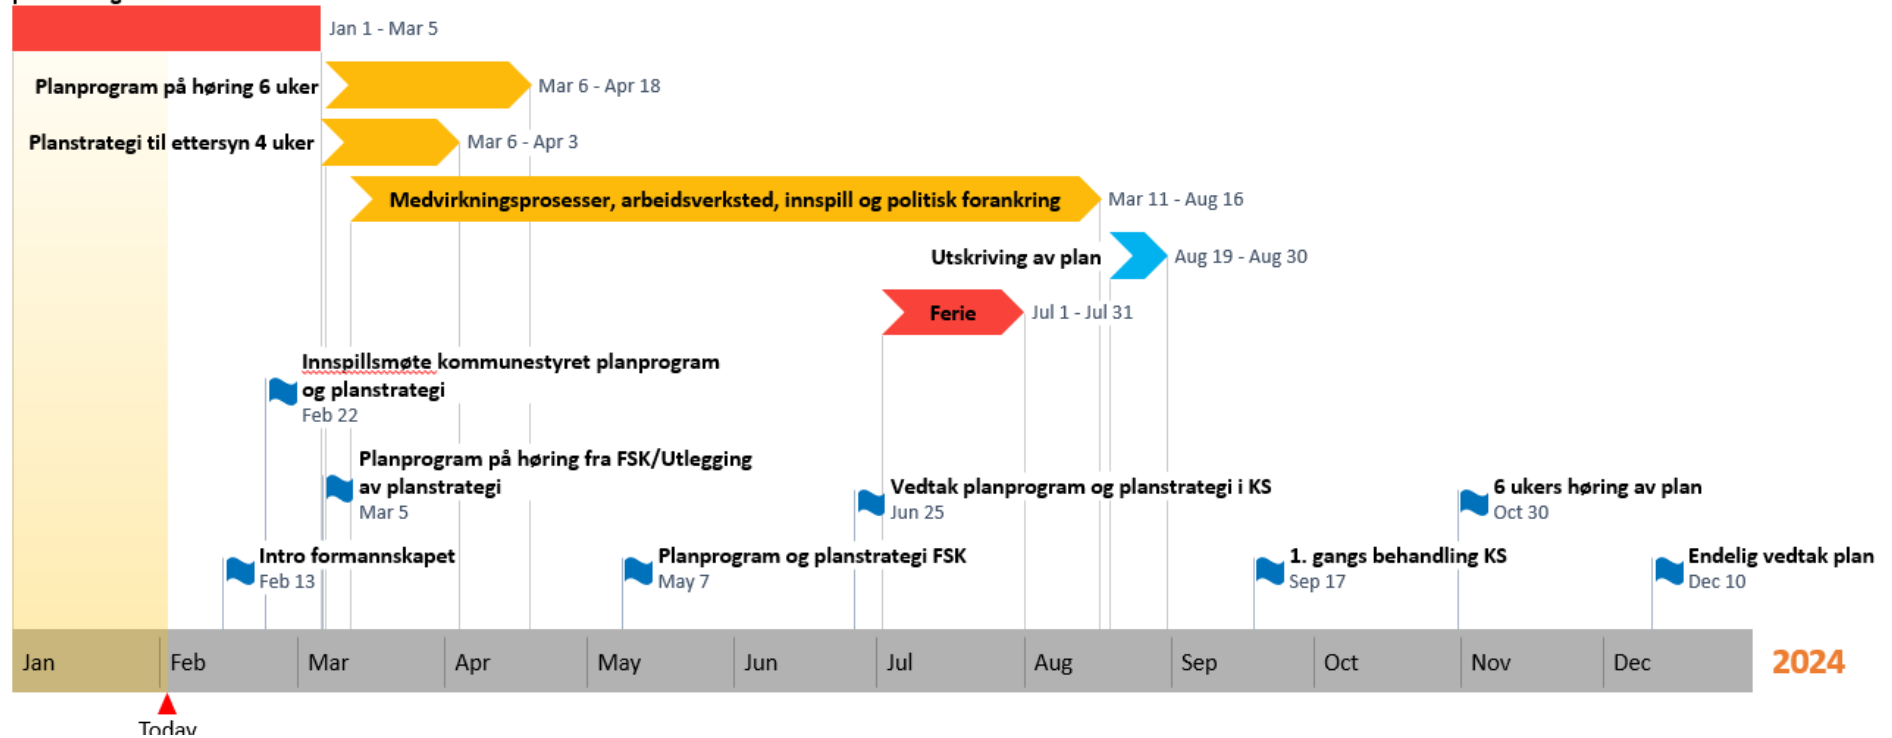 Jan 1 - Mar 5
Planprogram på høring 6 uker
Mar 6 - Apr 18
Planstrategi til ettersyn 4 uker
Mar 6 - Apr 3
Medvirkningsprosesser, arbeidsverksted, innspill og politisk forankring
Mar 11 - Aug 16
Utskriving av plan
Aug 19 - Aug 30
Ferie
Jul 1 - Jul 31
Innspillsmøte kommunestyret planprogram
og planstrategi
Feb 22
Planprogram på høring fra FSK/Utlegging
av planstrategi
Mar 5
Vedtak planprogram og planstrategi i KS
Jun 25
6 ukers høring av plan
Oct 30
Intro formannskapet
Feb 13
Planprogram og planstrategi FSK
May 7
1. gangs behandling KS
Sep 17
Endelig vedtak plan
Dec 10
Jan Feb Mar Apr May Jun Jul Aug Sep Oct Nov Dec 2024
Today